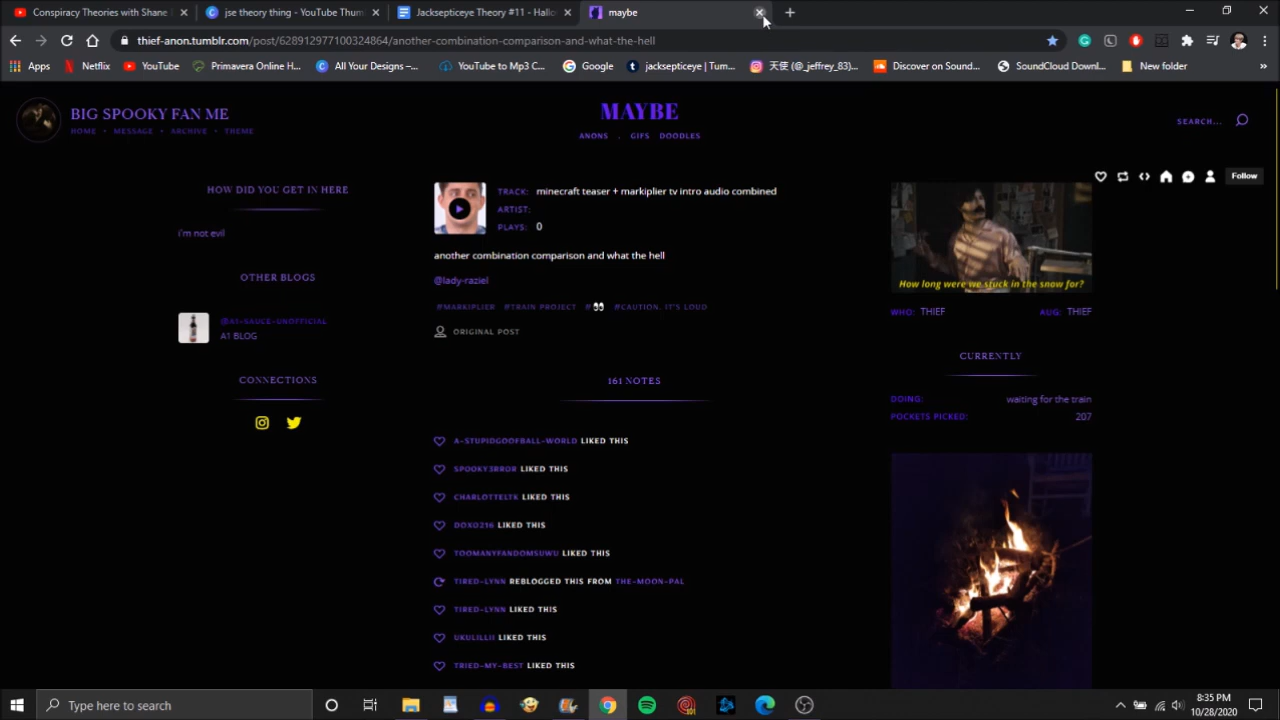 Conspiracy Theories with Shane
jse theory thing - YouTube Thum
Jacksepticeye Theory #11 - Hallo
maybe
thief-anon.tumblr.com/post/628912977100324864/another-combination-comparison-and-what-the-hell
Apps
Netflix
YouTube
Primavera Online H...
All Your Designs –...
YouTube to Mp3 C...
Google
jacksepticeye | Tum...
Discover on Sound...
SoundCloud Downl...
New folder
BIG SPOOKY FAN ME
HOME • MESSAGE • ARCHIVE • THEME
MAYBE
ANONS . GIFS DOODLES
SEARCH...
Follow
HOW DID YOU GET IN HERE
i'm not evil
OTHER BLOGS
@A1-SAUCE-UNOFFICIAL
A1 BLOG
CONNECTIONS
TRACK: minecraft teaser + markiplier tv intro audio combined
ARTIST:
PLAYS: 0
another combination comparison and what the hell
@lady-raziel
#MARKIPLIER #TRAIN PROJECT #👀 #CAUTION. IT'S LOUD
ORIGINAL POST
161 NOTES
A-STUPIDGOOFBALL-WORLD LIKED THIS
SPOOKY3RROR LIKED THIS
CHARLOTTELTK LIKED THIS
DOXO216 LIKED THIS
TOOMANYFANDOMSUWU LIKED THIS
TIRED-LYNN REBLOGGED THIS FROM THE-MOON-PAL
TIRED-LYNN LIKED THIS
UKULILLII LIKED THIS
TRIED-MY-BEST LIKED THIS
How long were we stuck in the snow for?
WHO: THIEF
AUG: THIEF
CURRENTLY
DOING: waiting for the train
POCKETS PICKED: 207
Type here to search
8:35 PM
10/28/2020